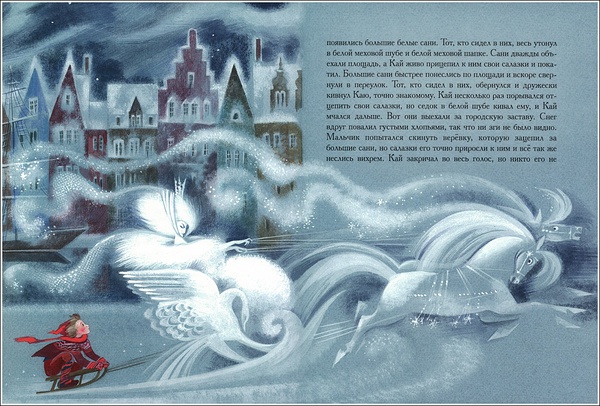 появились большие белые сани. Тот, кто сидел в них, весь утонул
в белой меховой шубе и белой меховой шапке. Сани дважды объ-
ехали площадь, а Кай живо прицепил к ним свои салазки и пока-
тил. Большие сани быстрее понеслись по площади и вскоре свер-
нули в переулок. Тот, кто сидел в них, обернулся и дружески
кивнул Каю, точно знакомому. Кай несколько раз порывался от-
цепить свои салазки, но седок в белой шубе кивал ему, и Кай
мчался дальше. Вот они выехали за городскую заставу. Снег
вдруг повалил густыми хлопьями, так что ни зги не было видно.
Мальчик попытался скинуть верёвку, которую зацепил за
большие сани, но салазки его точно приросли к ним и всё так же
неслись вихрем. Кай закричал во весь голос, но никто его не